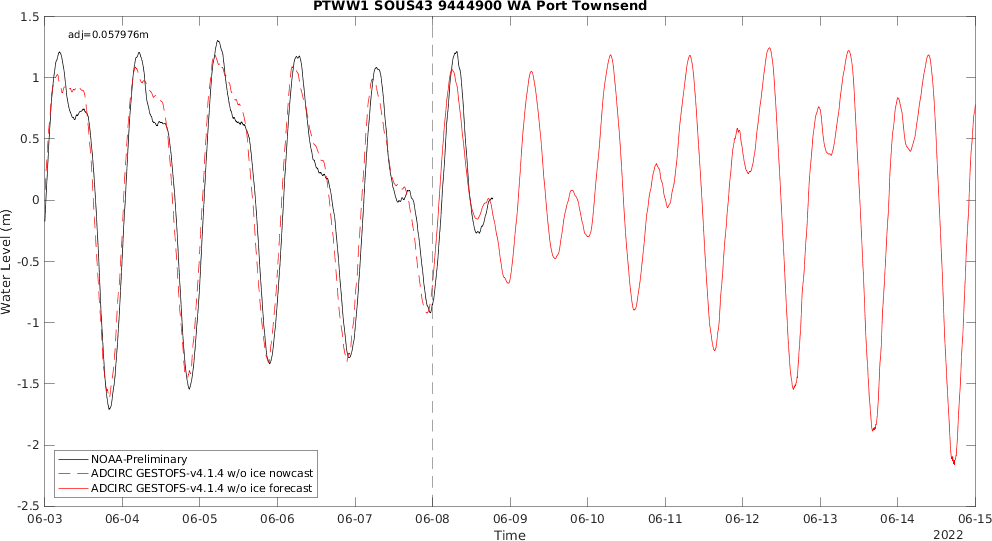 PTWW1 SOUS43 9444900 WA Port Townsend
adj=0.057976m
1.5
1
0.5
0
-0.5
-1
-1.5
-2
-2.5
Water Level (m)
NOAA-Preliminary
ADCIRC GESTOFS-v4.1.4 w/o ice nowcast
ADCIRC GESTOFS-v4.1.4 w/o ice forecast
06-03 06-04 06-05 06-06 06-07 06-08 06-09 06-10 06-11 06-12 06-13 06-14 06-15
Time
2022